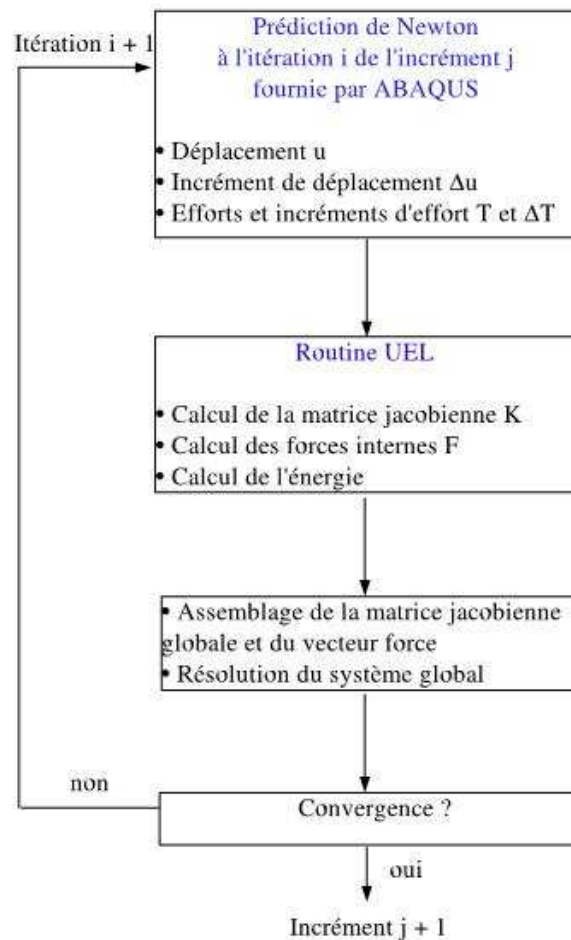 Itération i + 1
Prédiction de Newton
à l'itération i de l'incrément j
fournie par ABAQUS
• Déplacement u
• Incrément de déplacement Δu
• Efforts et incréments d'effort T et ΔT
Routine UEL
• Calcul de la matrice jacobienne K
• Calcul des forces internes F
• Calcul de l'énergie
• Assemblage de la matrice jacobienne
globale et du vecteur force
• Résolution du système global
non
Convergence ?
oui
Incrément j + 1